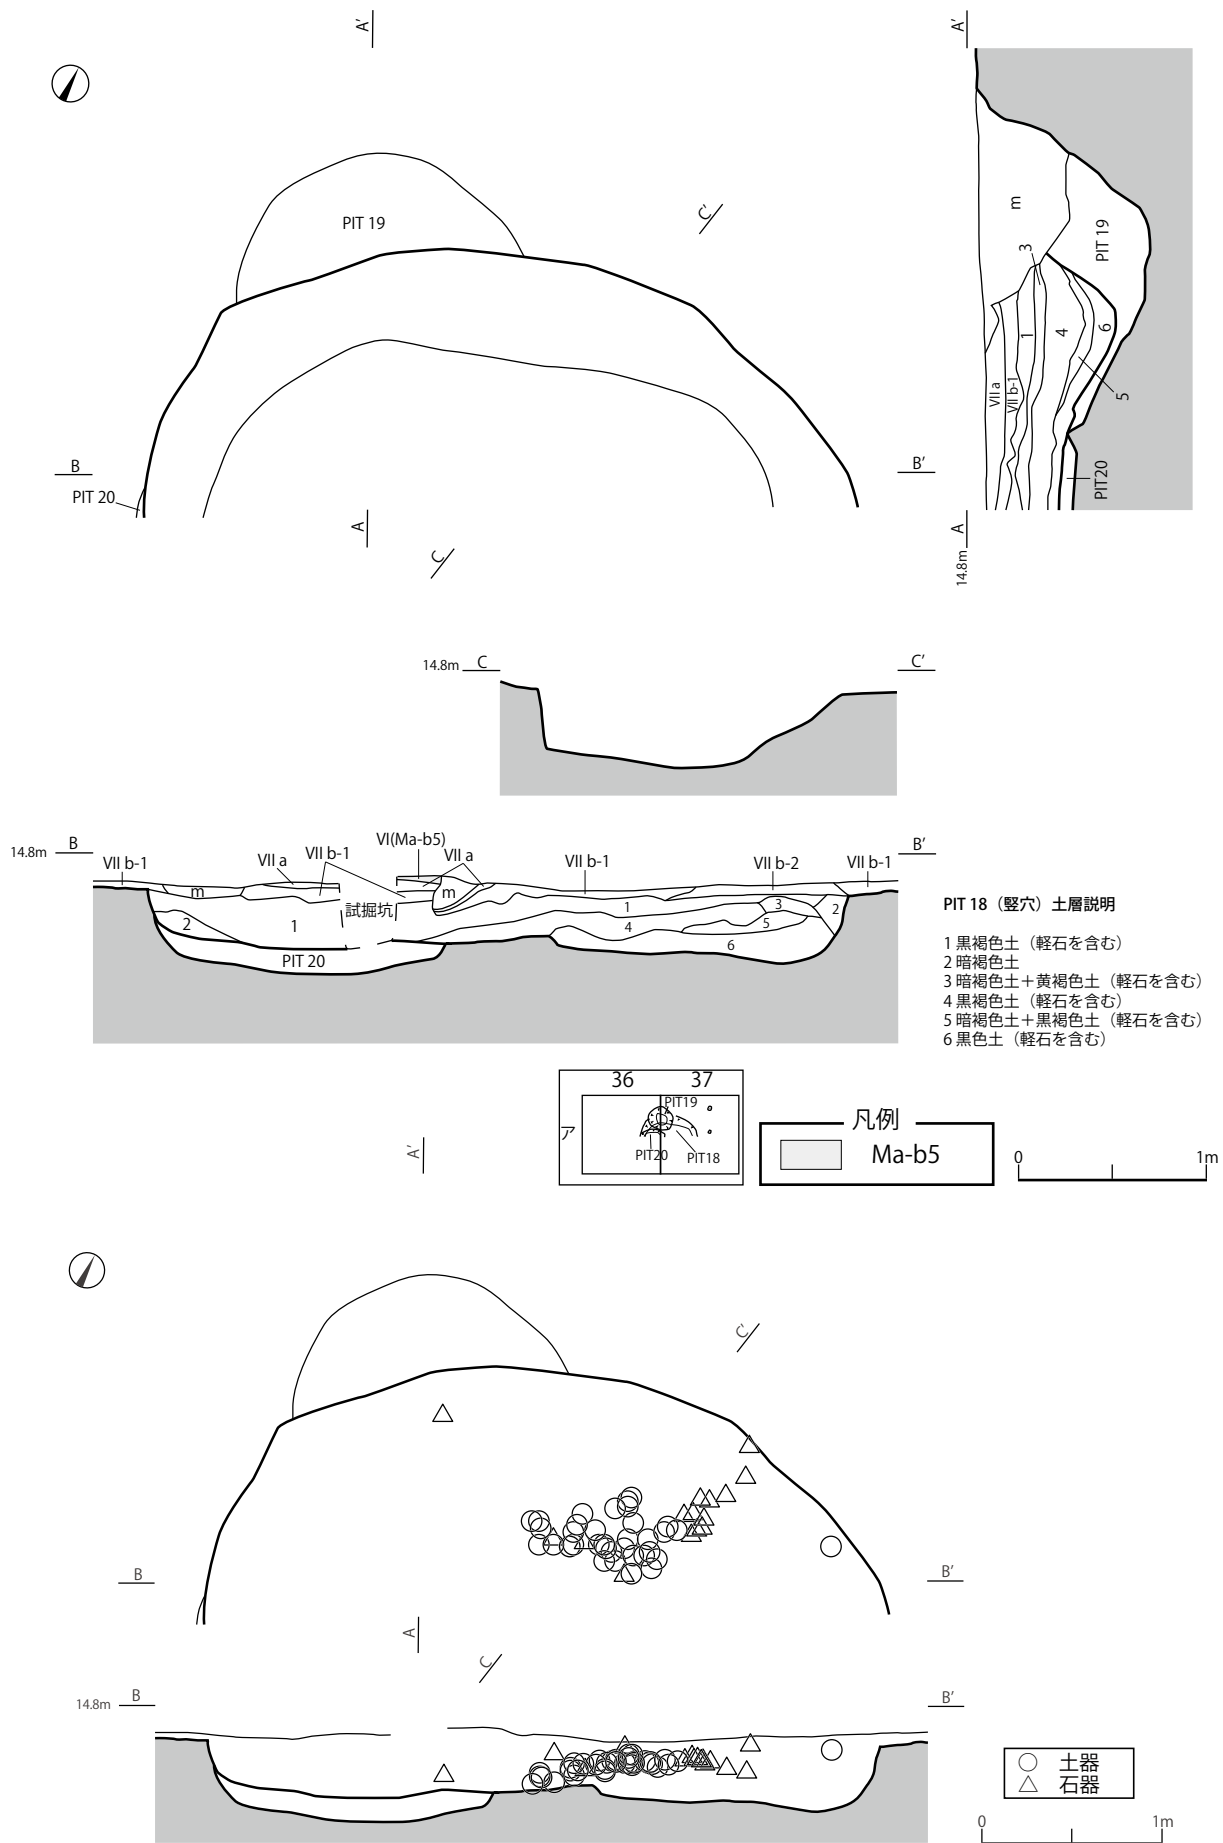 A'
A'
PIT 19
C'
m
PIT 19
3
1
4
6
VII a
VII b-1
5
PIT20
B
B'
PIT 20
A
A
14.8m
C
14.8m
C
C'
14.8m
B
B'
VII b-1
VII a
VII b-1
VI(Ma-b5)
VII a
VII b-1
VII b-2
VII b-1
m
m
試掘坑
2
1
1
3
2
4
5
6
PIT 20
PIT 18（竪穴）土層説明
1 黒褐色土（軽石を含む）
2 暗褐色土
3 暗褐色土＋黄褐色土（軽石を含む）
4 黒褐色土（軽石を含む）
5 暗褐色土＋黒褐色土（軽石を含む）
6 黒色土（軽石を含む）
36 37
PIT19
ア
PIT20
PIT18
凡例
Ma-b5
0 1m
A'
C'
B
B'
A
C
14.8m
B
B'
土器
石器
0 1m